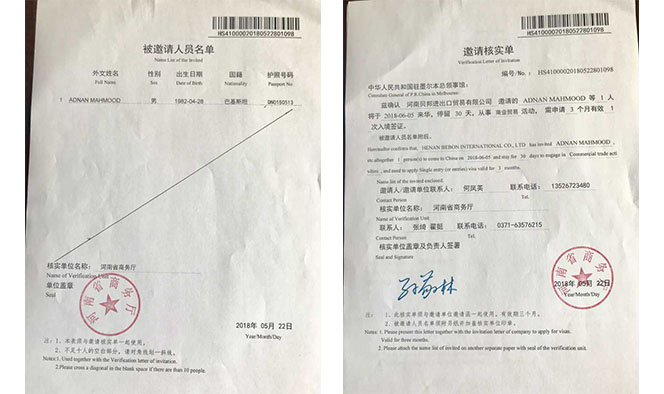 HS41000020180522801098
被邀请人员名单
Name List of the Invited
外文姓名 性别 出生日期 国籍 护照号码
Full Name Sex Date of Birth Nationality Passport No.
1 ADNAN MAHMOOD 男 1982-04-28 巴基斯坦
核实单位名称: 河南省商务厅
Name of Verification Unit
单位盖章
Seal
河南省商务厅
2018年 05月 22日
Year/Month/Day
注: 1、本表须与邀请核实单一起使用。
2、不足十人的空白部分, 请对角线划一斜线。
Notes:1. Used together with the Verification letter of invitation.
2.Please cross a diagonal in the blank space if there are less than 10 people.
HS41000020180522801098
邀请核实单
Verification Letter of Invitation
编号/No.: HS41000020180522801098
中华人民共和国驻墨尔本总领事馆:
Consulate General of P.R.China in Melbourne:
兹确认 河南贝邦进出口贸易有限公司 邀请的 ADNAN MAHMOOD 等 1 人
将于 2018-06-05 来华, 停留 30 天, 从事 商业贸易 活动, 需申请 3 个月有效 1
次入境签证。
被邀请人员名单附后。
Hereinafter confirms that, HENAN BEBON INTERNATIONAL CO., LTD has invited ADNAN MAHMOOD,
etc altogether 1 person(s) to come to China on 2018-06-05 and stay for 30 days to engage in Commercial trade acti
vities, and need to apply Single entry (or entries) visa valid for 3 months.
Name list of the invited enclosed.
邀请人/邀请单位联系人: 何凤英 联系电话: 13526723480
Contact Person Tel.
核实单位名称: 河南省商务厅
Name of Verification Unit
联系人: 张绮 翟挺 联系电话: 0371-63576215
Contact Person Tel.
核实单位盖章及负责人签署
Seal and Signature
河南省商务厅
2018年 05月 22日
Year/Month/Day
注: 1、此核实单须与邀请单位邀请函一起使用, 有效期三个月。
2、被邀请人员名单须附另纸并加盖核实单位印章。
Notes: 1. Please present this letter together with the invitation letter of company to apply for visas.
Valid for three months.
2. Please attach the name list of invited on another separate paper with seal of the verification unit.